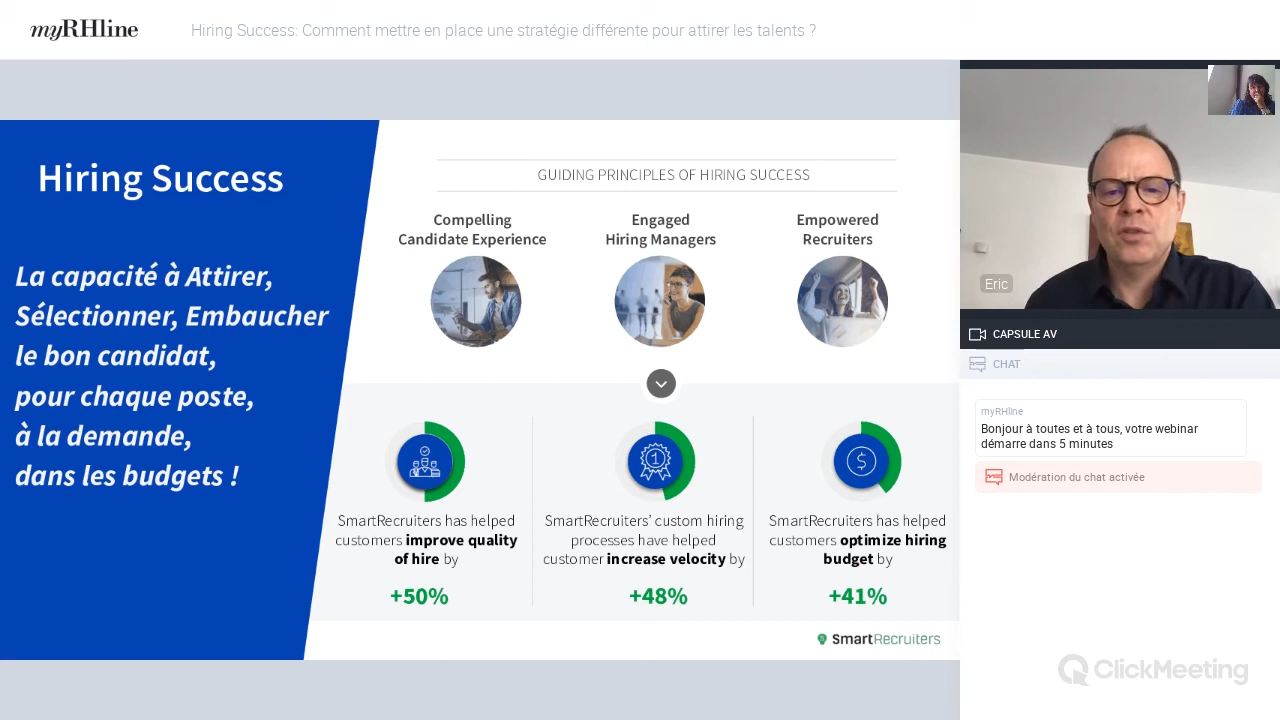 myRHline
Hiring Success: Comment mettre en place une stratégie différente pour attirer les talents ?
Hiring Success
La capacité à Attirer,
Sélectionner, Embaucher
le bon candidat,
pour chaque poste,
à la demande,
dans les budgets !
GUIDING PRINCIPLES OF HIRING SUCCESS
Compelling
Candidate Experience
Engaged
Hiring Managers
Empowered
Recruiters
1
$
SmartRecruiters has helped
customers improve quality
of hire by
+50%
SmartRecruiters’ custom hiring
processes have helped
customer increase velocity by
+48%
SmartRecruiters has helped
customers optimize hiring
budget by
+41%
SmartRecruiters
Eric
CAPSULE AV
CHAT
myRHline
Bonjour à toutes et à tous, votre webinar
démarre dans 5 minutes
Modération du chat activée
ClickMeeting